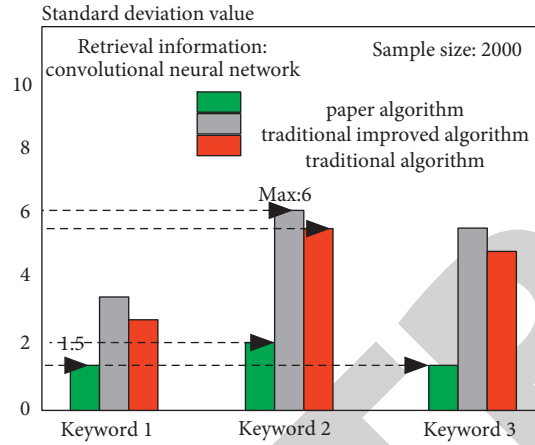 Standard deviation value
Retrieval information:
convolutional neural network
Sample size: 2000
paper algorithm
traditional improved algorithm
traditional algorithm
10
8
6
4
2
0
Max:6
1.5
Keyword 1
Keyword 2
Keyword 3